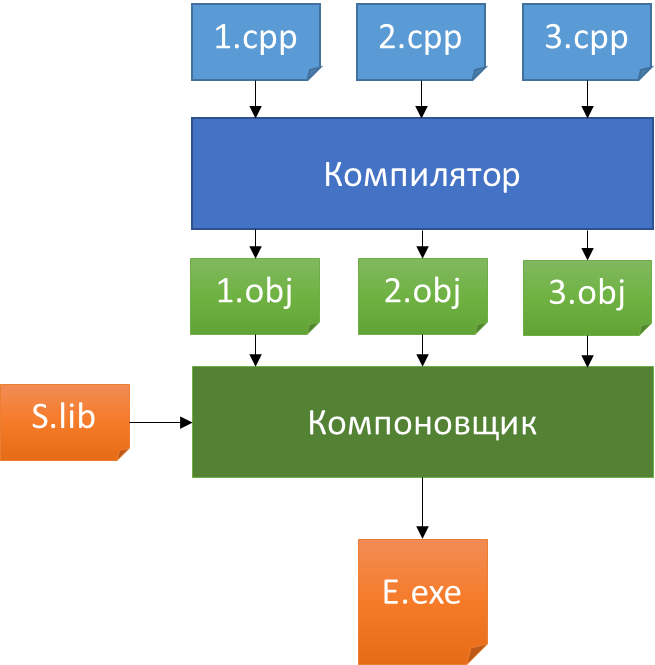 1.cpp
2.cpp
3.cpp
Компилятор
1.obj
2.obj
3.obj
S.lib
Компоновщик
E.exe